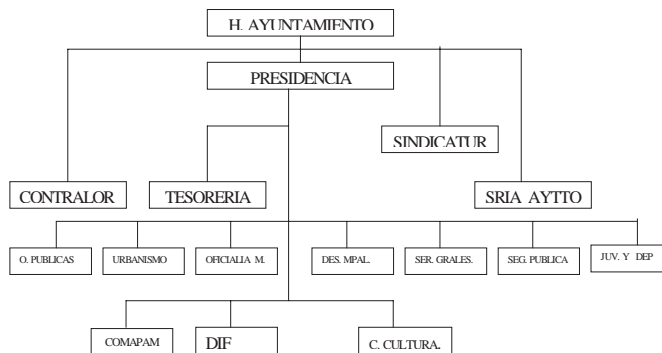 H. AYUNTAMIENTO
PRESIDENCIA
SINDICATUR
CONTRALOR
TESORERIA
SRIA AYTTO
O. PUBLICAS
URBANISMO
OFICIALIA M.
DES. MPAL.
SER. GRALES.
SEG. PUBLICA
JUV. Y DEP
COMAPAM
DIF
C. CULTURA.